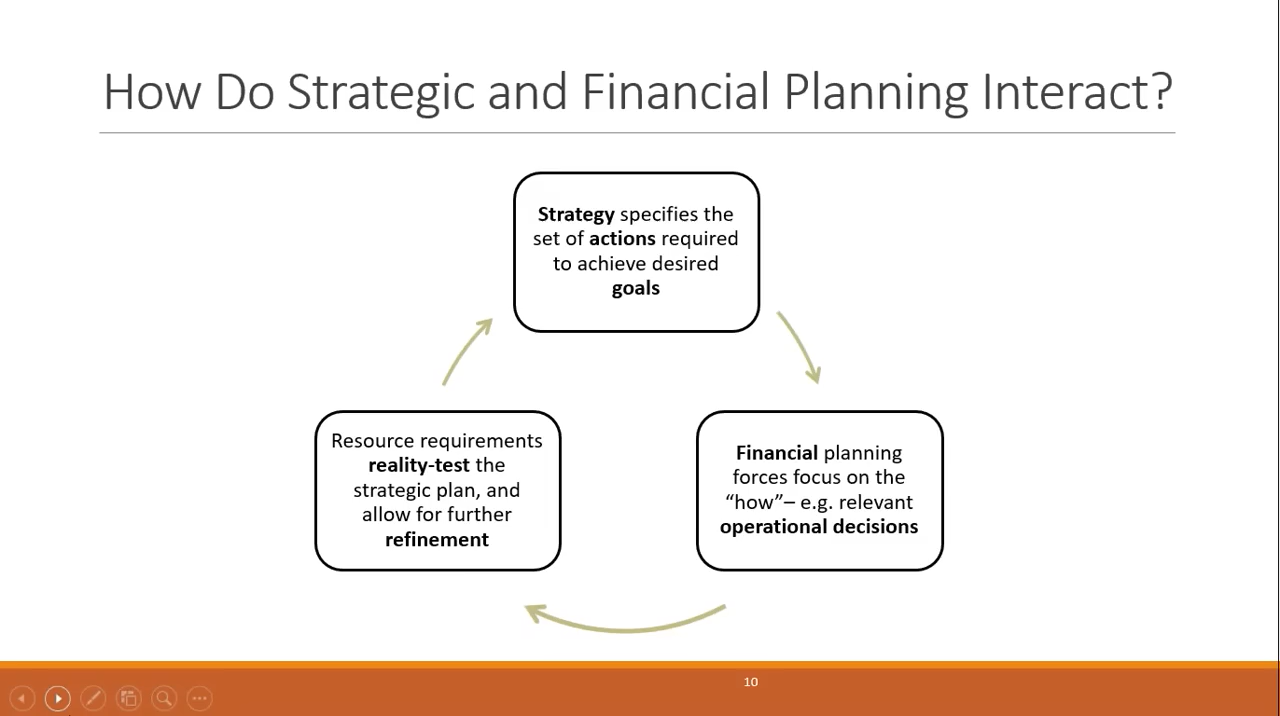 How Do Strategic and Financial Planning Interact?
Strategy specifies the
set of actions required
to achieve desired
goals
Financial planning
forces focus on the
“how”– e.g. relevant
operational decisions
Resource requirements
reality-test the
strategic plan, and
allow for further
refinement
10